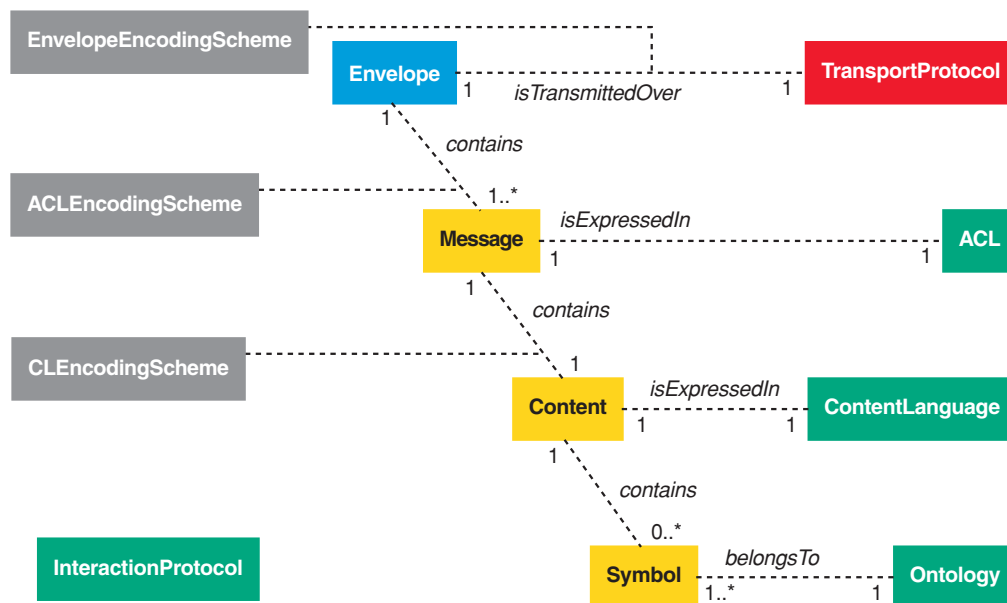 EnvelopeEncodingScheme
Envelope
TransportProtocol
1
isTransmittedOver
1
1
contains
ACLEncodingScheme
1..*
Message
isExpressedIn
ACL
1
1
1
contains
CLEncodingScheme
1
Content
isExpressedIn
ContentLanguage
1
1
1
contains
0..*
InteractionProtocol
Symbol
belongsTo
Ontology
1..*
1